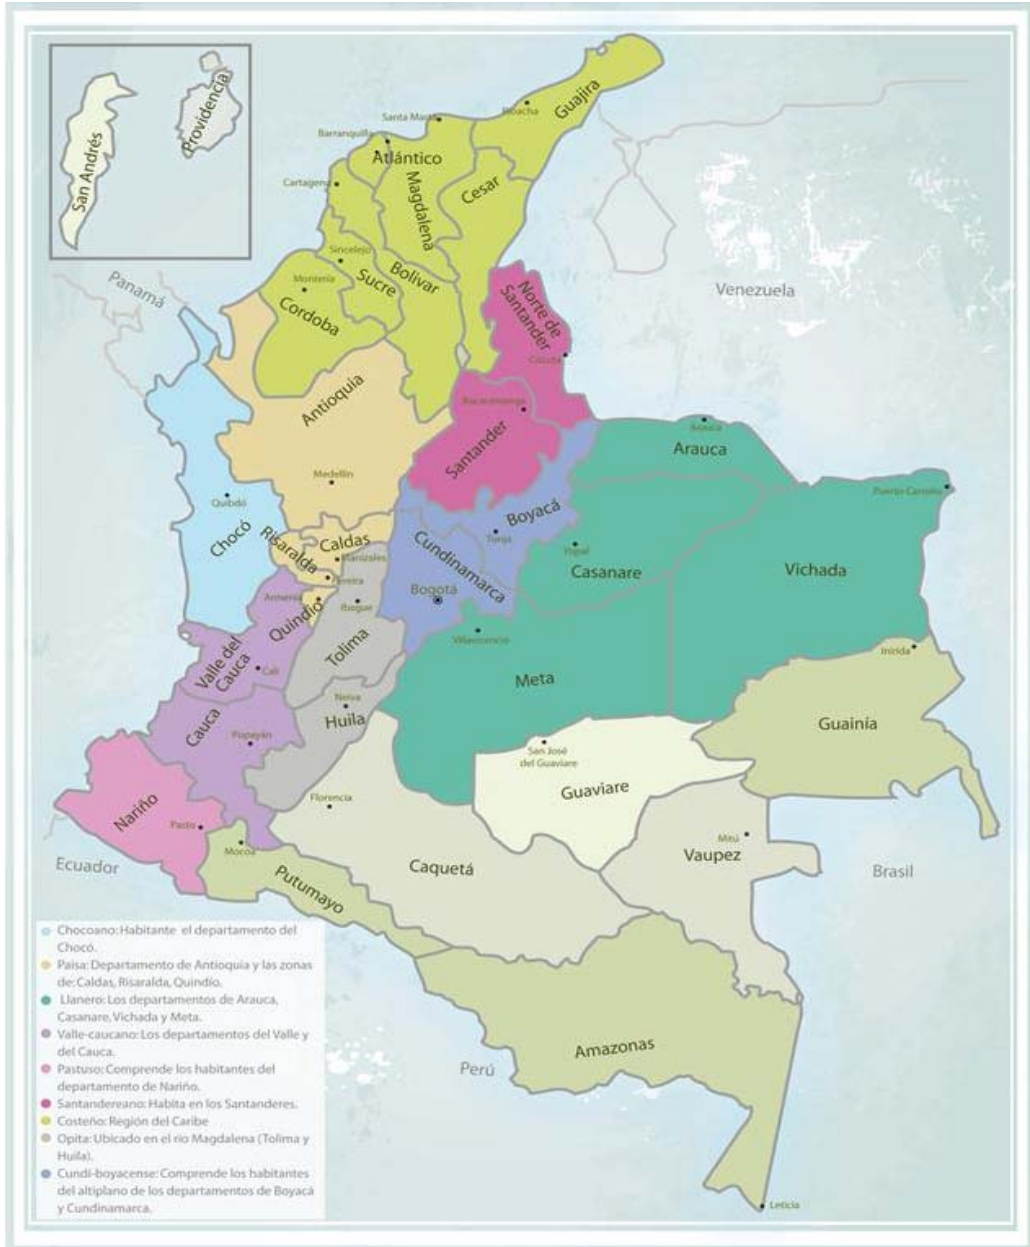 San Andrés
Providencia
Guajira
Rioacha
Santa Marta
Barranquilla
Atlántico
Magdalena
Cesar
Cartagena
Sincelejo
Sucre
Bolivar
Montería
Cordoba
Panamá
Venezuela
Norte de
Santander
Cúcuta
Antioquía
Bucaramanga
Santander
Medellín
Arauca
Arauca
Puerto Carreño
Quibdó
Chocó
Boyacá
Tunja
Yopal
Casanare
Vichada
Risaralda
Caldas
Manizales
Pereira
Cundinamarca
Bogotá
Armenia
Quindío
Ibagué
Tolima
Villavicencio
Valle del
Cauca
Cali
Meta
Inirida
Neiva
Huila
Cauca
Popayán
Guainía
San José
del Guaviare
Guaviare
Florencia
Nariño
Pasto
Mocoa
Mitú
Vaupez
Ecuador
Putumayo
Caquetá
Brasil
Chocoano: Habitante el departamento del
Chocó.
Paisa: Departamento de Antioquia y las zonas
de: Caldas, Risaralda, Quindío.
Llanero: Los departamentos de Arauca,
Casanare, Vichada y Meta.
Valle-caucano: Los departamentos del Valle y
del Cauca.
Pastuso: Comprende los habitantes del
departamento de Nariño.
Santandereano: Habita en los Santanderes.
Costeño: Región del Caribe
Opita: Ubicado en el río Magdalena (Tolima y
Huila).
Cundi-boyacense: Comprende los habitantes
del altiplano de los departamentos de Boyacá
y Cundinamarca.
Perú
Amazonas
Leticia